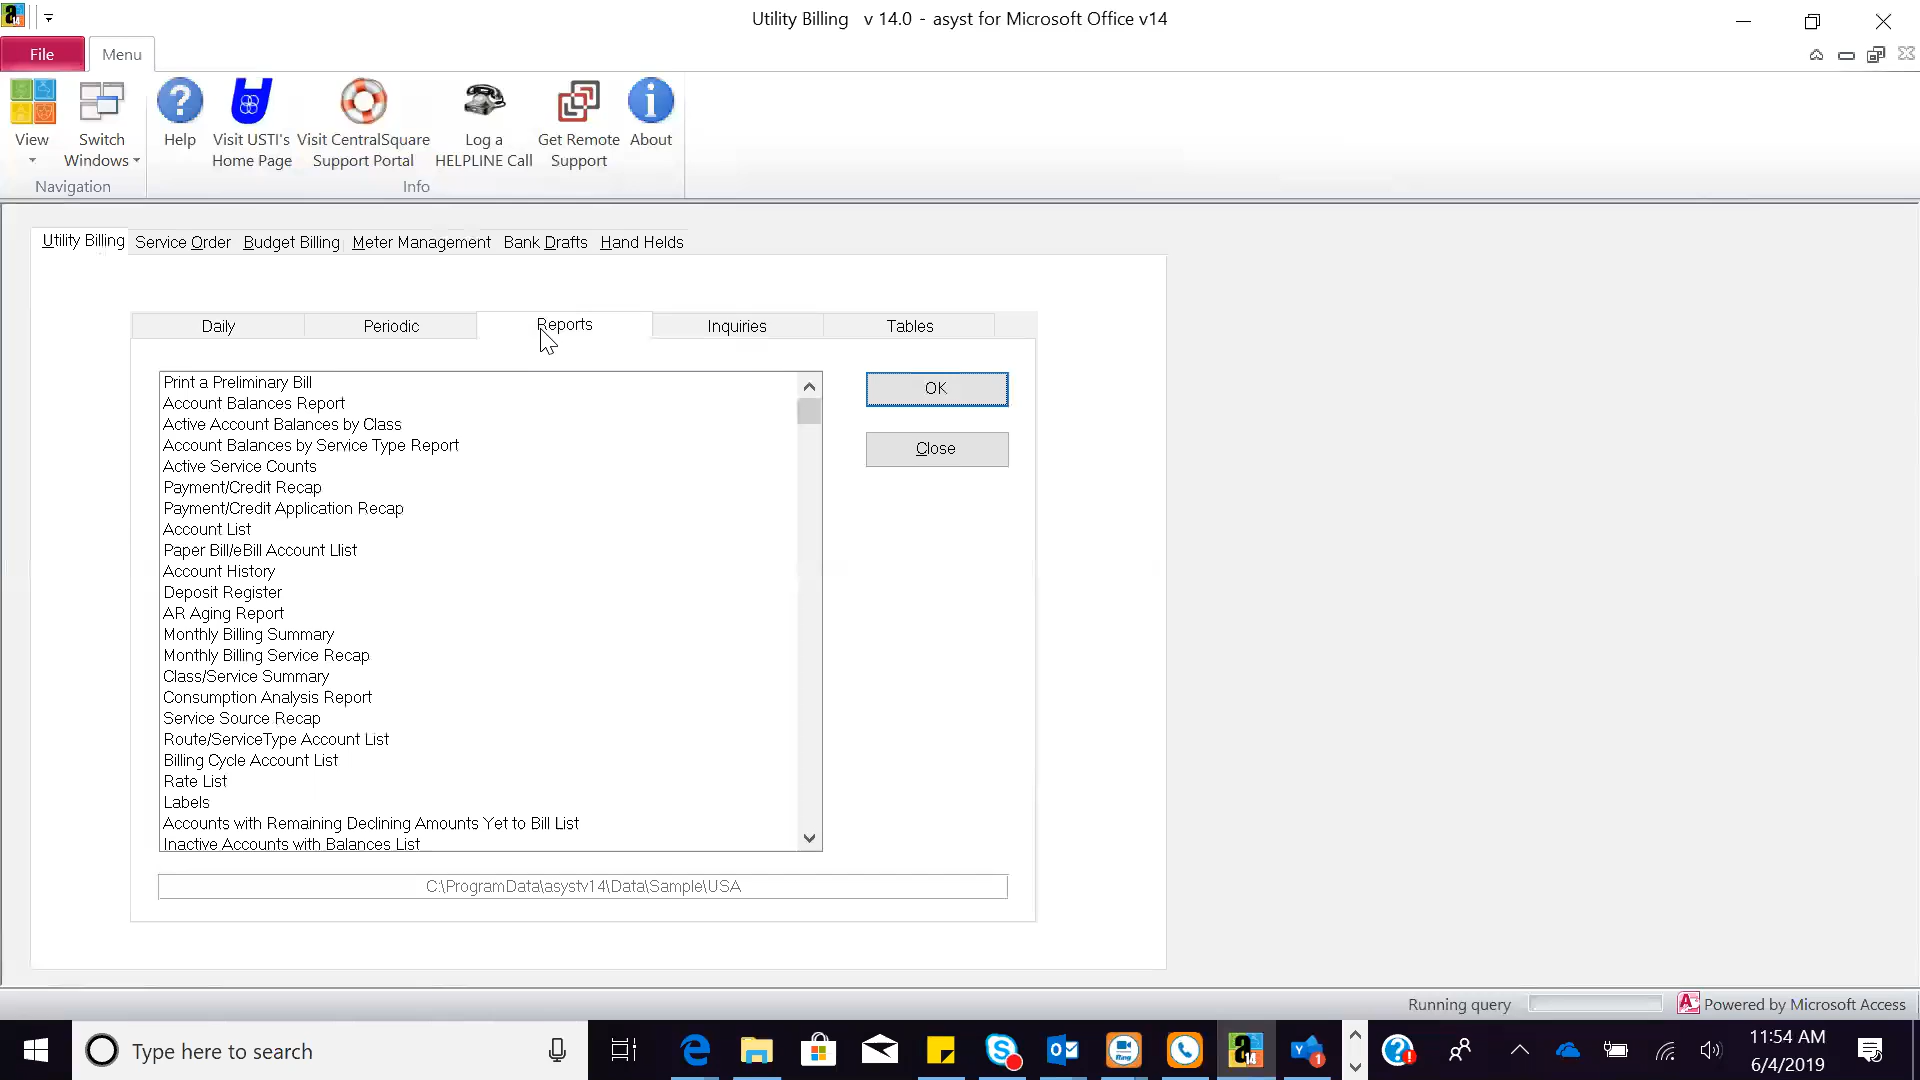 Utility Billing v 14.0 - asyst for Microsoft Office v14
File
Menu
View
Switch Windows
Help
Visit USTI's Home Page
Visit CentralSquare Support Portal
Log a HELPLINE Call
Get Remote Support
About
Navigation
Info
Utility Billing
Service Order
Budget Billing
Meter Management
Bank Drafts
Hand Helds
Daily
Periodic
Reports
Inquiries
Tables
Print a Preliminary Bill
Account Balances Report
Active Account Balances by Class
Account Balances by Service Type Report
Active Service Counts
Payment/Credit Recap
Payment/Credit Application Recap
Account List
Paper Bill/eBill Account LIist
Account History
Deposit Register
AR Aging Report
Monthly Billing Summary
Monthly Billing Service Recap
Class/Service Summary
Consumption Analysis Report
Service Source Recap
Route/ServiceType Account List
Billing Cycle Account List
Rate List
Labels
Accounts with Remaining Declining Amounts Yet to Bill List
Inactive Accounts with Balances List
OK
Close
C:\ProgramData\asystv14\Data\Sample\USA
Running query
Powered by Microsoft Access
Type here to search
11:54 AM
6/4/2019